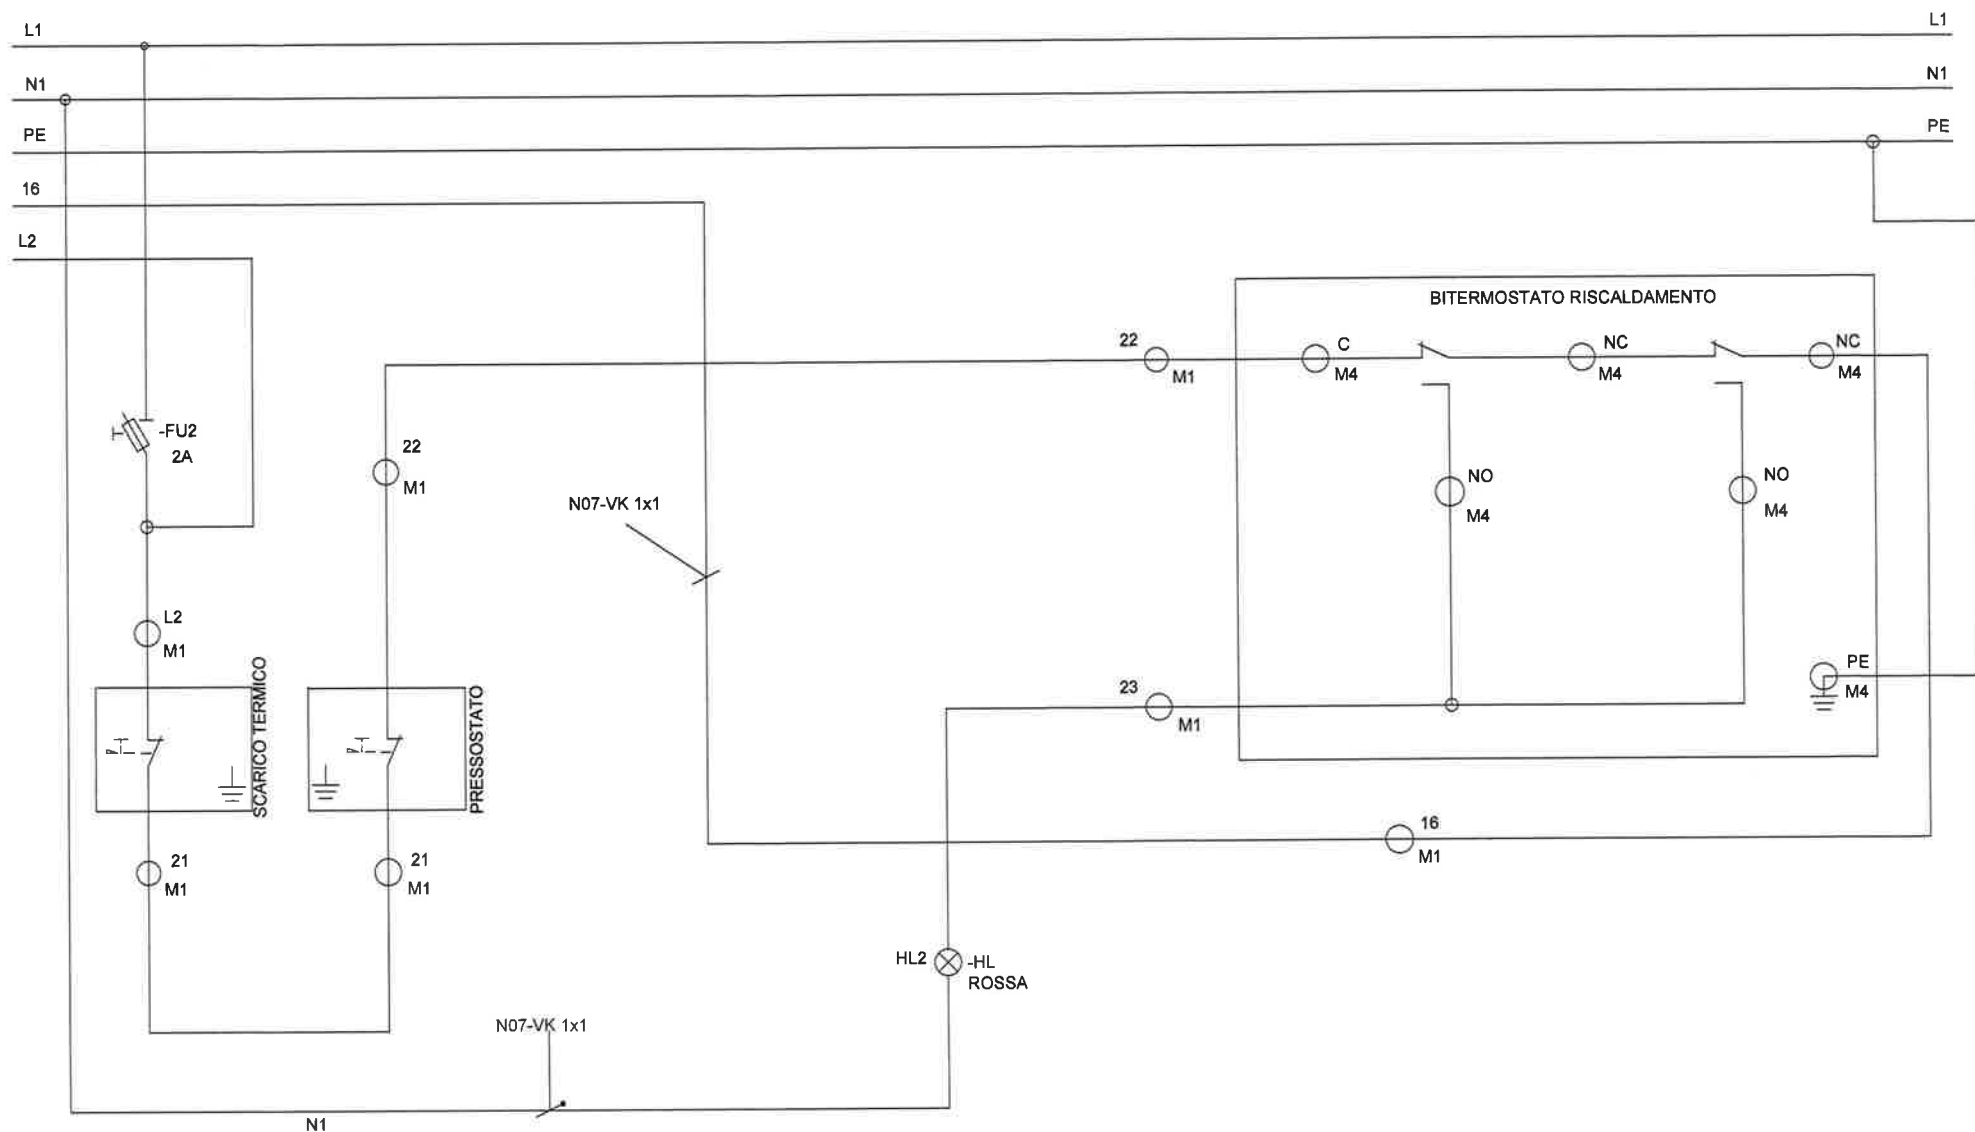 L1
L1
N1
N1
PE
PE
16
L2
BITERMOSTATO RISCALDAMENTO
22
M1
C
M4
NC
M4
NC
M4
-FU2
2A
22
M1
N07-VK 1x1
NO
M4
NO
M4
L2
M1
SCARICO TERMICO
PRESSOSTATO
23
M1
PE
M4
21
M1
21
M1
16
M1
HL2
-HL
ROSSA
N07-VK 1x1
N1